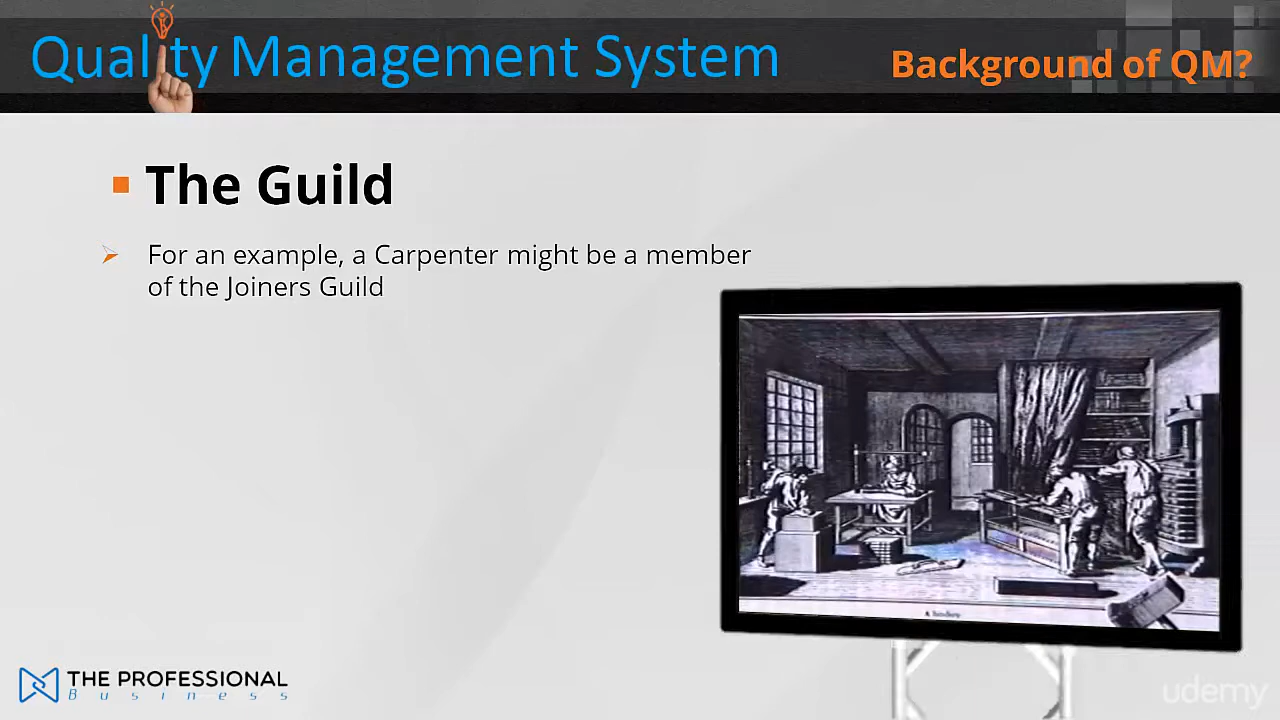 Quality Management System
Background of QM?
The Guild
For an example, a Carpenter might be a member
of the Joiners Guild
THE PROFESSIONAL
Business
udemy